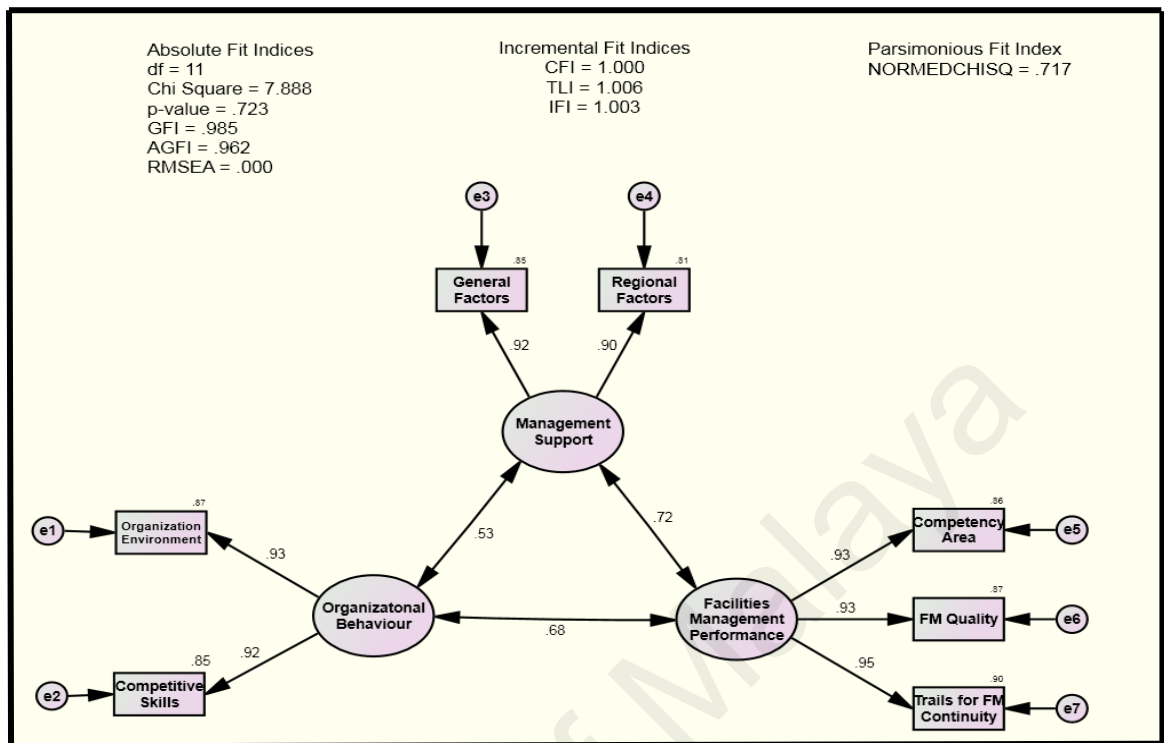 Absolute Fit Indices
df = 11
Chi Square = 7.888
p-value = .723
GFI = .985
AGFI = .962
RMSEA = .000
Incremental Fit Indices
CFI = 1.000
TLI = 1.006
IFI = 1.003
Parsimonious Fit Index
NORMEDCHISQ = .717
e3
e4
.85
.81
General
Factors
Regional
Factors
.92
.90
Management
Support
.53
.72
.87
e1
Organization
Environment
.93
.86
Competency
Area
e5
.93
Organizatonal
Behaviour
.68
Facilities
Management
Performance
.93
.87
FM Quality
e6
.92
.85
e2
Competitive
Skills
.95
.90
Trails for FM
Continuity
e7
of Malaya